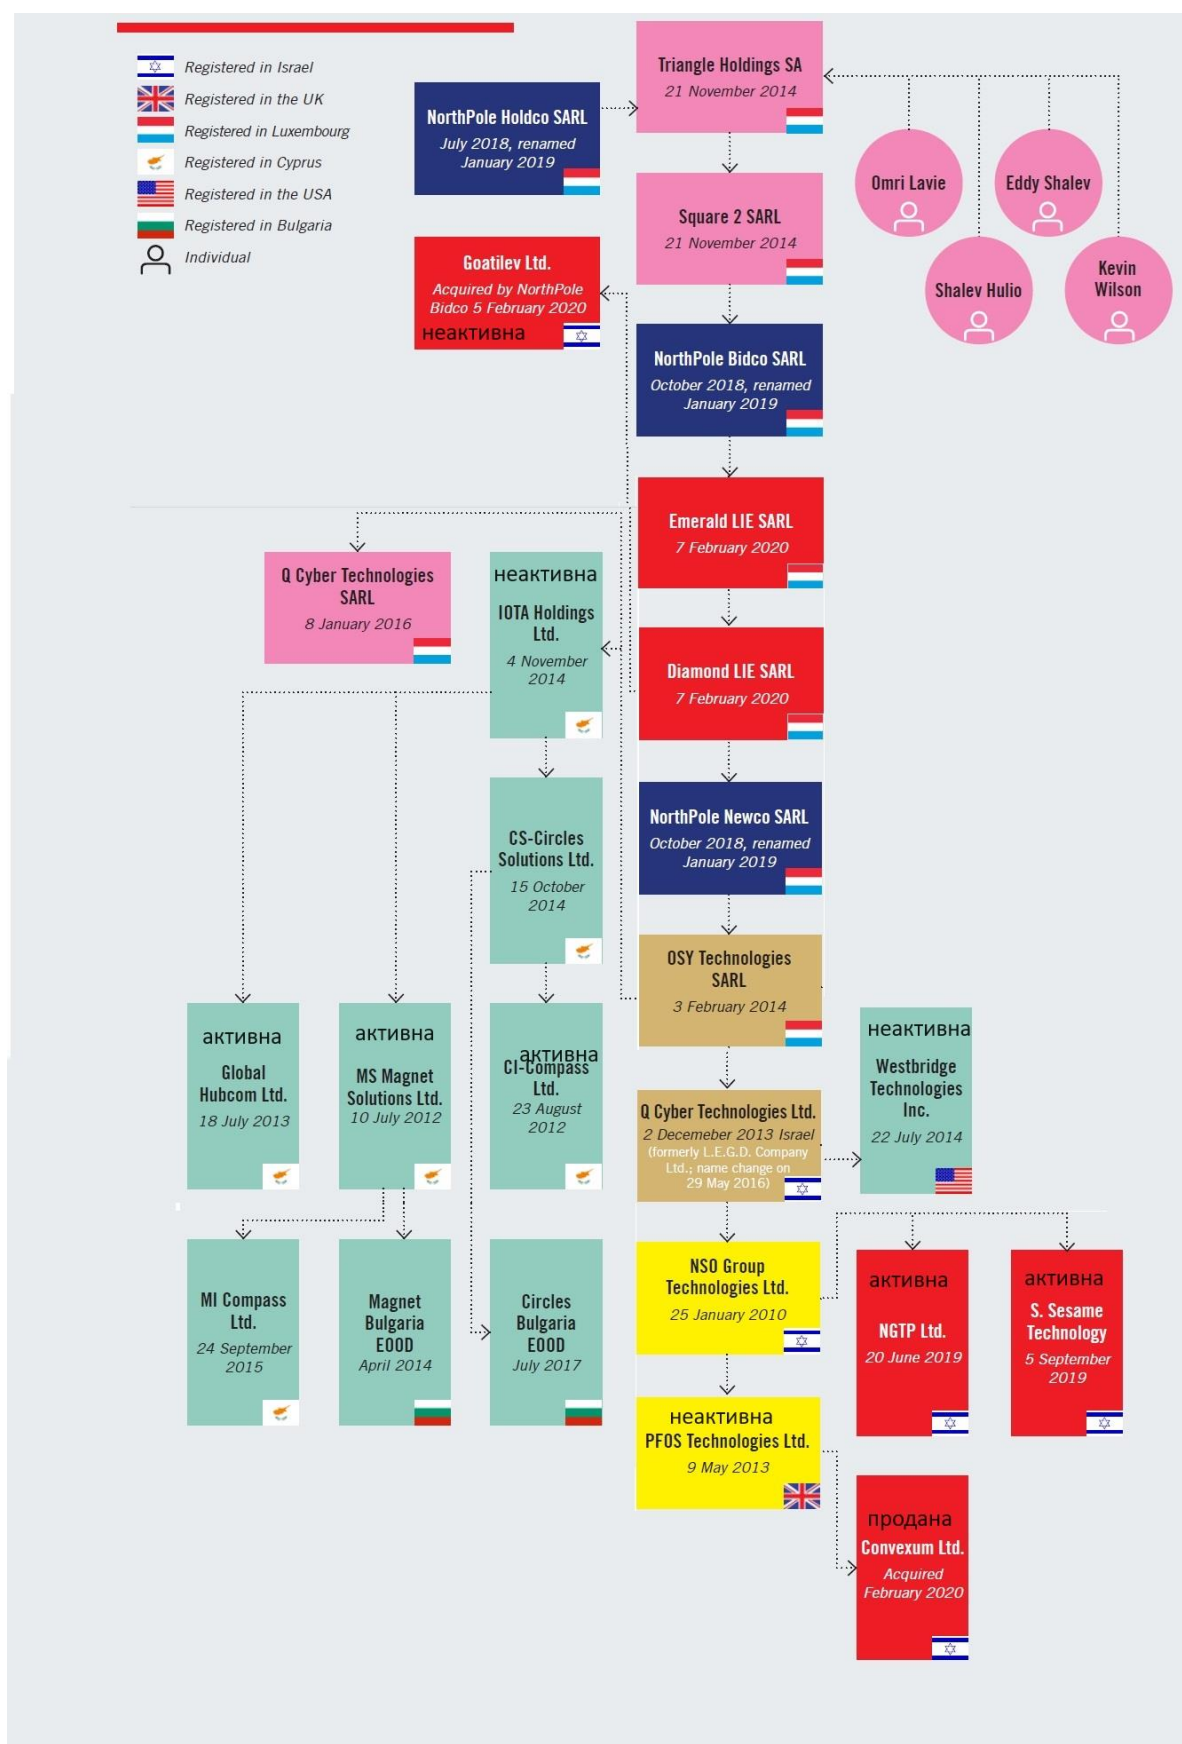 Registered in Israel
Registered in the UK
Registered in Luxembourg
Registered in Cyprus
Registered in the USA
Registered in Bulgaria
Individual
NorthPole Holdco SARL
July 2018, renamed
January 2019
Triangle Holdings SA
21 November 2014
Omri Lavie
Eddy Shalev
Shalev Hulio
Kevin
Wilson
Square 2 SARL
21 November 2014
Goatilev Ltd.
Acquired by NorthPole
Bidco 5 February 2020
неактивна
NorthPole Bidco SARL
October 2018, renamed
January 2019
Emerald LIE SARL
7 February 2020
Q Cyber Technologies
SARL
8 January 2016
неактивна
IOTA Holdings
Ltd.
4 November
2014
Diamond LIE SARL
7 February 2020
CS-Circles
Solutions Ltd.
15 October
2014
NorthPole Newco SARL
October 2018, renamed
January 2019
OSY Technologies
SARL
3 February 2014
активна
Global
Hubcom Ltd.
18 July 2013
активна
MS Magnet
Solutions Ltd.
10 July 2012
активна
CI-Compass
Ltd.
23 August
2012
Q Cyber Technologies Ltd.
2 Decemeber 2013 Israel
(formerly L.E.G.D. Company
Ltd.; name change on
29 May 2016)
неактивна
Westbridge
Technologies
Inc.
22 July 2014
MI Compass
Ltd.
24 September
2015
Magnet
Bulgaria
EOOD
April 2014
Circles
Bulgaria
EOOD
July 2017
NSO Group
Technologies Ltd.
25 January 2010
активна
NGTP Ltd.
20 June 2019
активна
S. Sesame
Technology
5 September
2019
неактивна
PFOS Technologies Ltd.
9 May 2013
продана
Convexum Ltd.
Acquired
February 2020